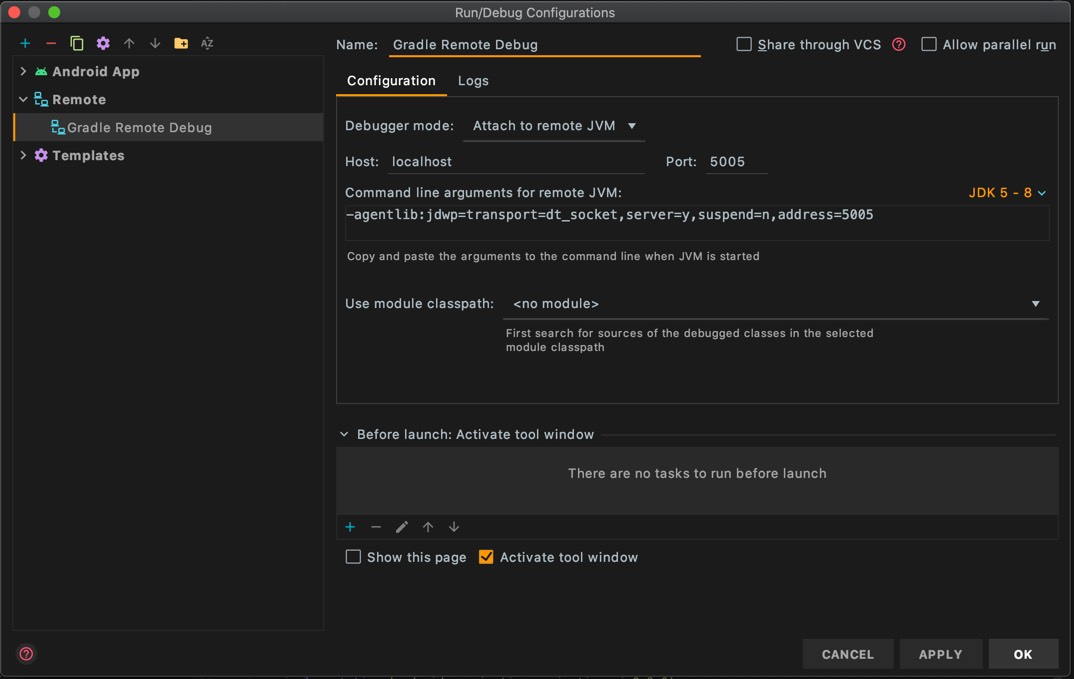 Run/Debug Configurations
Name: Gradle Remote Debug
Share through VCS
Allow parallel run
Android App
Remote
Gradle Remote Debug
Templates
Configuration
Logs
Debugger mode: Attach to remote JVM
Host: localhost
Port: 5005
Command line arguments for remote JVM:
JDK 5 - 8
-agentlib:jdwp=transport=dt_socket,server=y,suspend=n,address=5005
Copy and paste the arguments to the command line when JVM is started
Use module classpath: <no module>
First search for sources of the debugged classes in the selected
module classpath
Before launch: Activate tool window
There are no tasks to run before launch
Show this page
Activate tool window
CANCEL
APPLY
OK